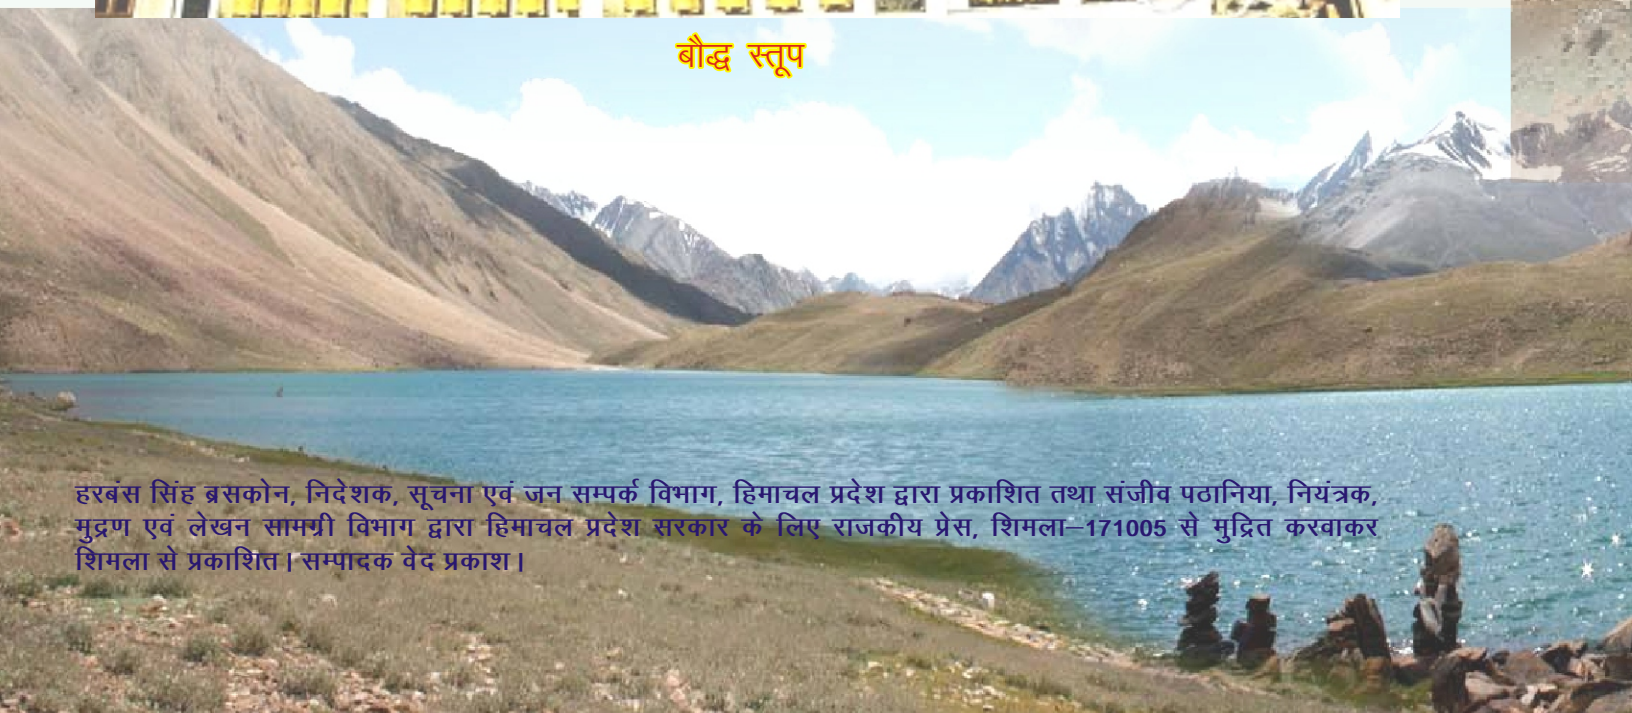 बौद्ध स्तूप
हरबंस सिंह ब्रसकोन, निदेशक, सूचना एवं जन सम्पर्क विभाग, हिमाचल प्रदेश द्वारा प्रकाशित तथा संजीव पठानिया, नियंत्रक,
मुद्रण एवं लेखन सामग्री विभाग द्वारा हिमाचल प्रदेश सरकार के लिए राजकीय प्रेस, शिमला–171005 से मुद्रित करवाकर
शिमला से प्रकाशित। सम्पादक वेद प्रकाश।